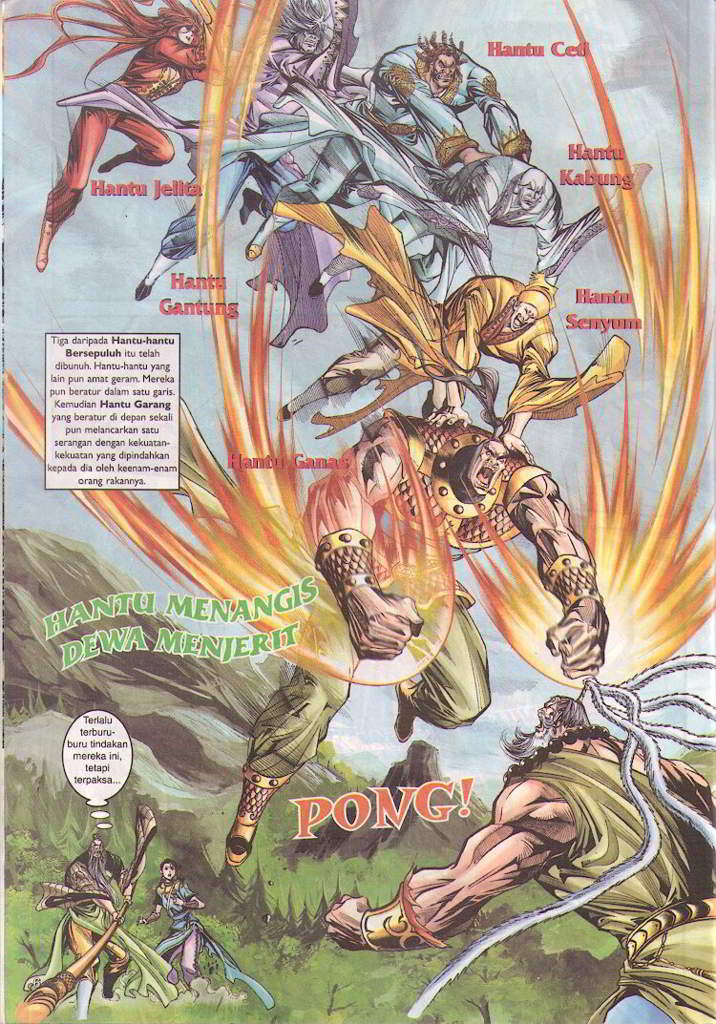 Hantu Ced
Hantu
Kabung
Hantu Jelita
Hantu
Gantung
Hantu
Senyum
Tiga daripada Hantu-hantu
Bersepuluh itu telah
dibunuh. Hantu-hantu yang
lain pun amat geram. Mereka
pun beratur dalam satu garis.
Kemudian Hantu Garang
yang beratur di depan sekali
pun melancarkan satu
serangan dengan kekuatan-
kekuatan yang dipindahkan
kepada dia oleh keenam-enam
orang rakannya.
Hantu Ganas
HANTU MENANGIS
DEWA MENJERIT
Terlalu
terburu-
buru tindakan
mereka ini,
tetapi
terpaksa...
PONG!